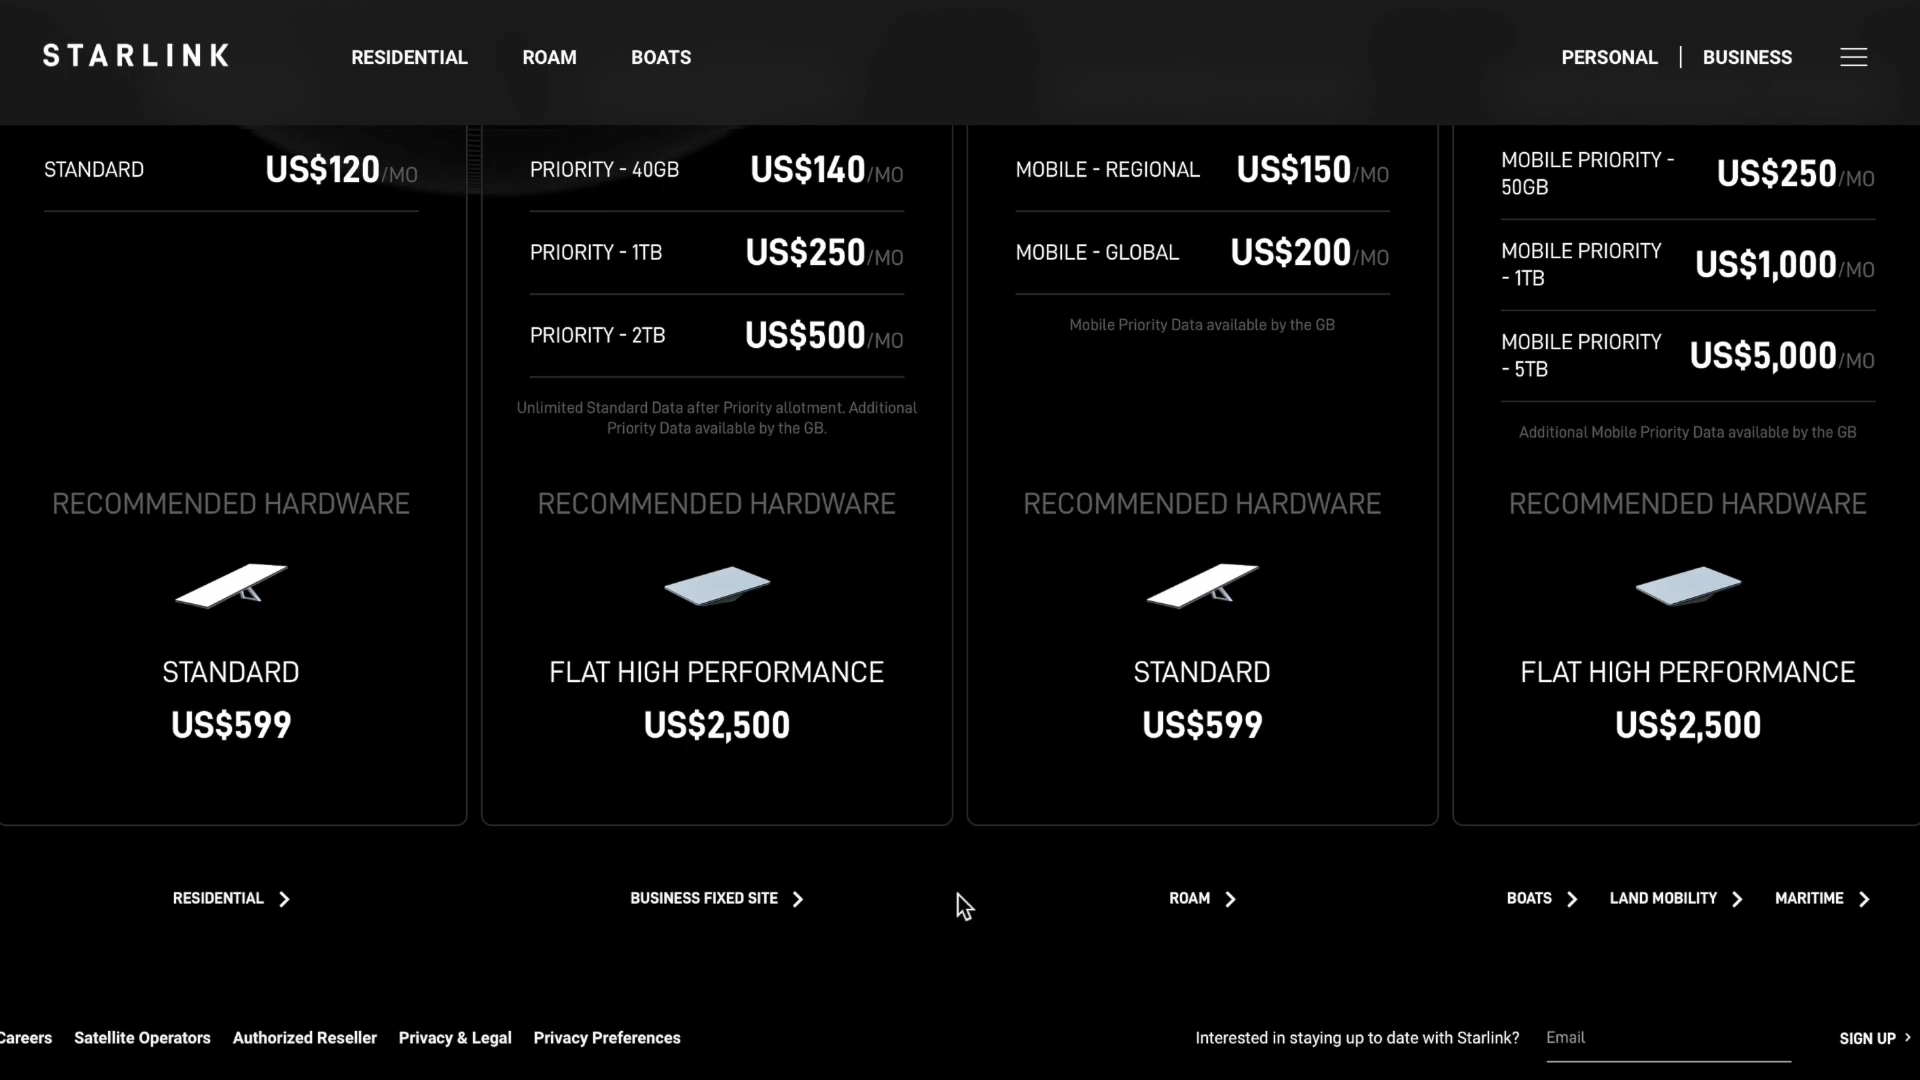 STARLINK
RESIDENTIAL
ROAM
BOATS
PERSONAL
BUSINESS
STANDARD
US$120/MO
RECOMMENDED HARDWARE
STANDARD
US$599
RESIDENTIAL
PRIORITY - 40GB
US$140/MO
PRIORITY - 1TB
US$250/MO
PRIORITY - 2TB
US$500/MO
Unlimited Standard Data after Priority allotment. Additional
Priority Data available by the GB.
RECOMMENDED HARDWARE
FLAT HIGH PERFORMANCE
US$2,500
BUSINESS FIXED SITE
MOBILE - REGIONAL
US$150/MO
MOBILE - GLOBAL
US$200/MO
Mobile Priority Data available by the GB
RECOMMENDED HARDWARE
STANDARD
US$599
ROAM
MOBILE PRIORITY -
50GB
US$250/MO
MOBILE PRIORITY
- 1TB
US$1,000/MO
MOBILE PRIORITY
- 5TB
US$5,000/MO
Additional Mobile Priority Data available by the GB
RECOMMENDED HARDWARE
FLAT HIGH PERFORMANCE
US$2,500
BOATS
LAND MOBILITY
MARITIME
Careers
Satellite Operators
Authorized Reseller
Privacy & Legal
Privacy Preferences
Interested in staying up to date with Starlink?
Email
SIGN UP